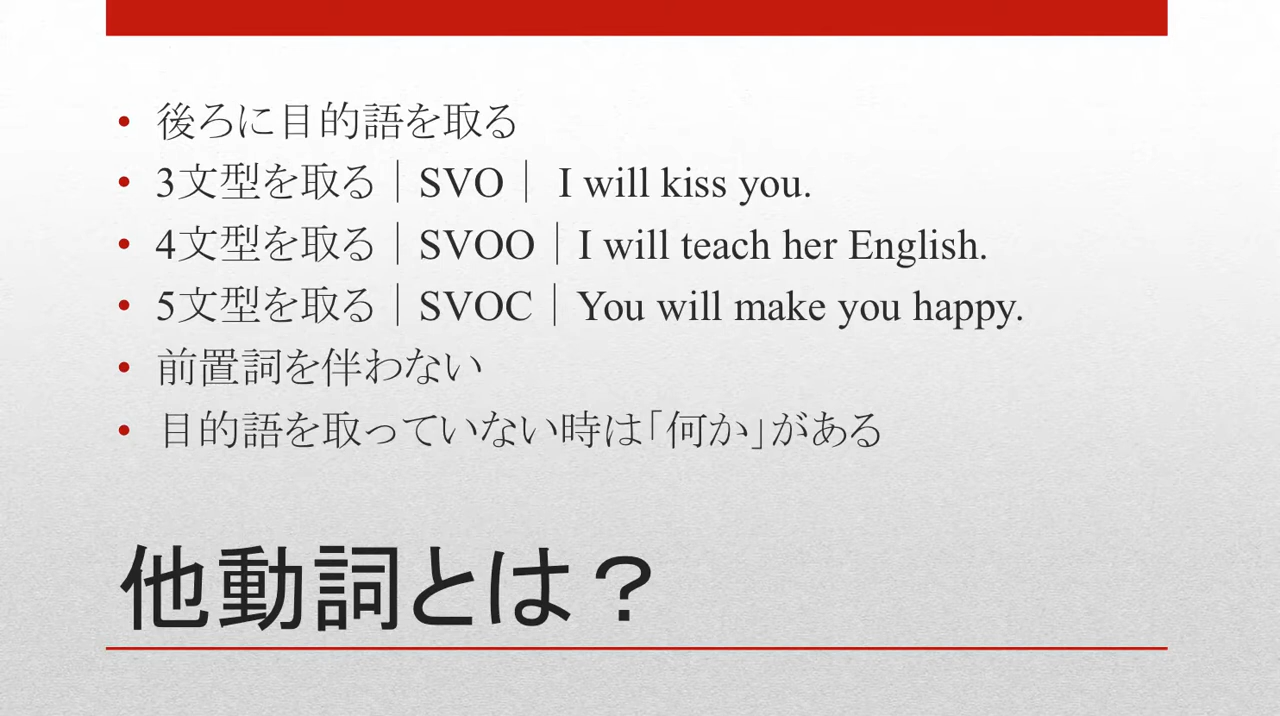 • 後ろに目的語を取る
• 3文型を取る｜SVO｜ I will kiss you.
• 4文型を取る｜SVOO｜I will teach her English.
• 5文型を取る｜SVOC｜You will make you happy.
• 前置詞を伴わない
• 目的語を取っていない時は「何か」がある
他動詞とは？